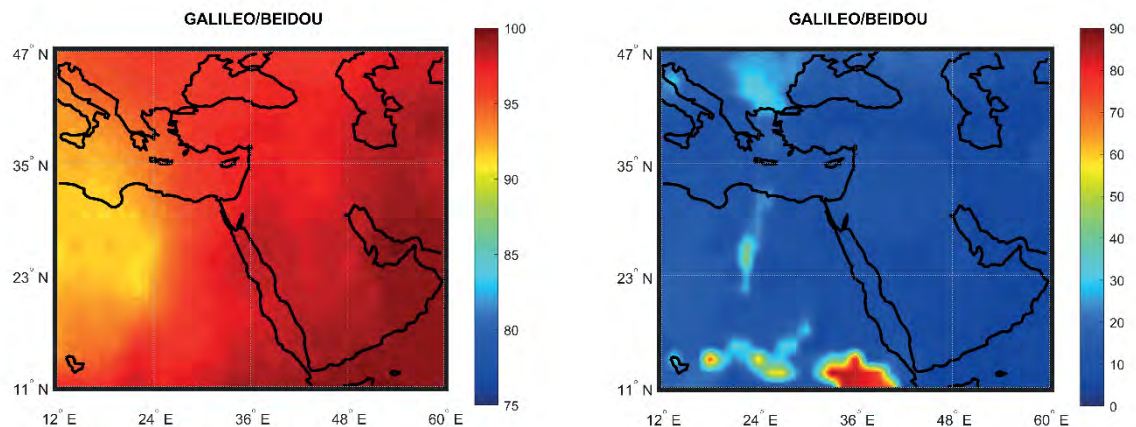 GALILEO/BEIDOU
47° N
35° N
23° N
11° N
12° E
24° E
36° E
48° E
60° E
100
95
90
85
80
75
GALILEO/BEIDOU
47° N
35° N
23° N
11° N
12° E
24° E
36° E
48° E
60° E
90
80
70
60
50
40
30
20
10
0